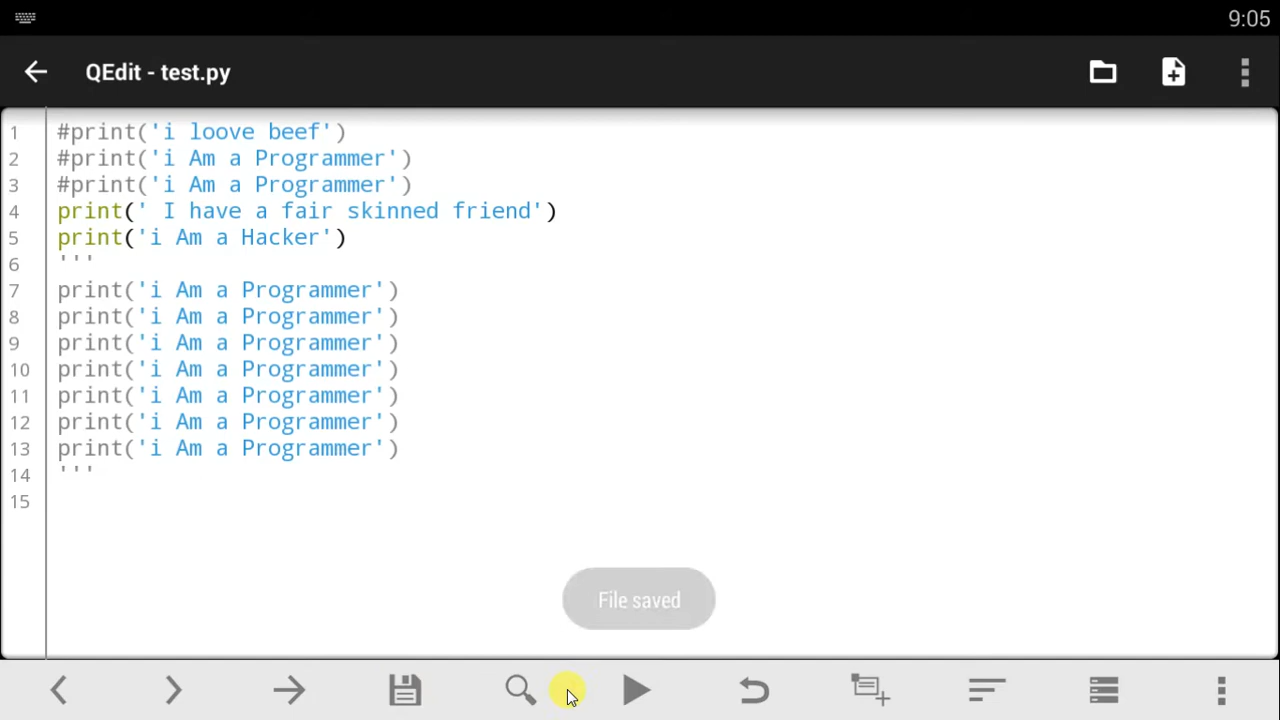 9:05
QEdit - test.py
1 #print('i loove beef')
2 #print('i Am a Programmer')
3 #print('i Am a Programmer')
4 print(' I have a fair skinned friend')
5 print('i Am a Hacker')
6 '''
7 print('i Am a Programmer')
8 print('i Am a Programmer')
9 print('i Am a Programmer')
10 print('i Am a Programmer')
11 print('i Am a Programmer')
12 print('i Am a Programmer')
13 print('i Am a Programmer')
14 '''
15
File saved